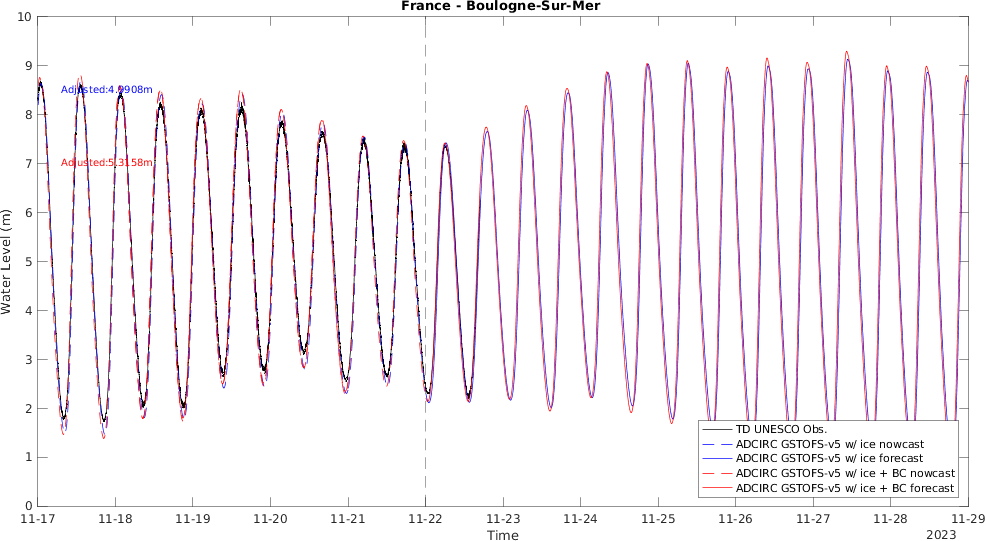 France - Boulogne-Sur-Mer
10
9
8
7
6
5
4
3
2
1
0
Water Level (m)
Adjusted:4.9908m
Adjusted:5.3158m
TD UNESCO Obs.
ADCIRC GSTOFS-v5 w/ ice nowcast
ADCIRC GSTOFS-v5 w/ ice forecast
ADCIRC GSTOFS-v5 w/ ice + BC nowcast
ADCIRC GSTOFS-v5 w/ ice + BC forecast
11-17 11-18 11-19 11-20 11-21 11-22 11-23 11-24 11-25 11-26 11-27 11-28 11-29
Time
2023